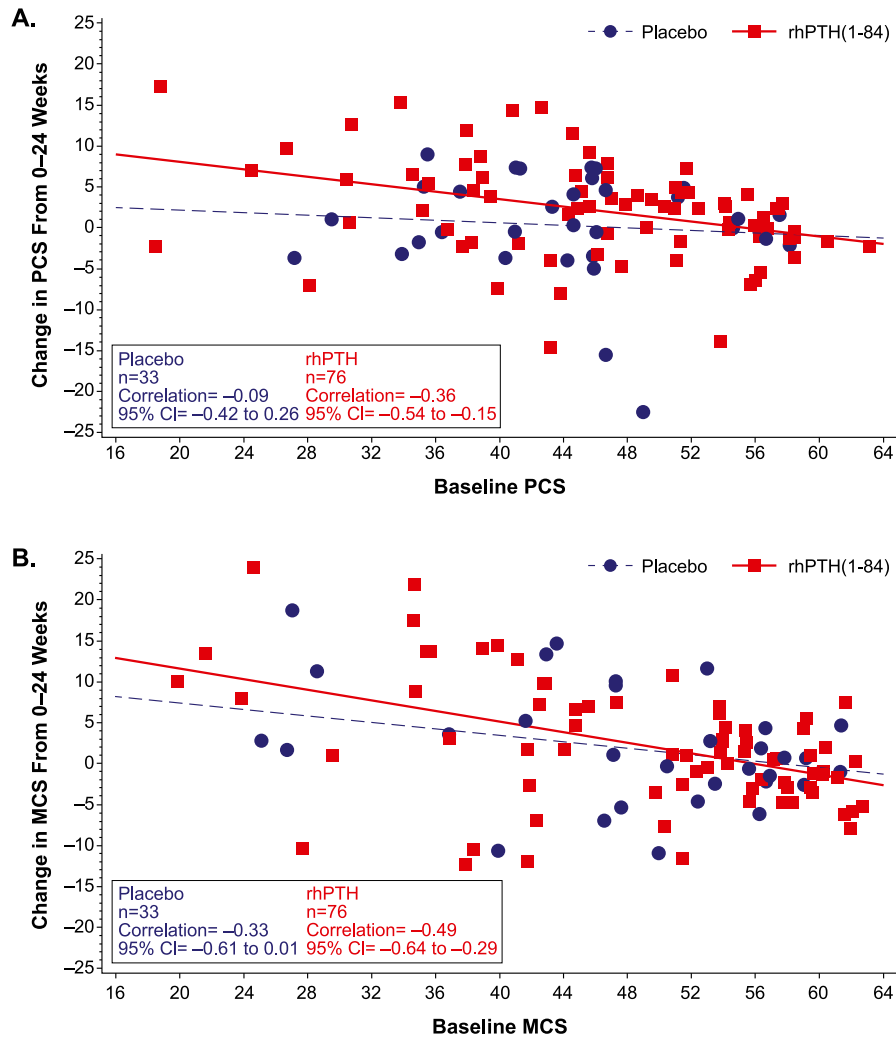 A.
Placebo rhPTH(1-84)
Change in PCS From 0–24 Weeks
25
20
15
10
5
0
–5
–10
–15
–20
–25
Placebo rhPTH
n=33 n=76
Correlation= –0.09 Correlation= –0.36
95% CI= –0.42 to 0.26 95% CI= –0.54 to –0.15
16 20 24 28 32 36 40 44 48 52 56 60 64
Baseline PCS
B.
Placebo rhPTH(1-84)
Change in MCS From 0–24 Weeks
25
20
15
10
5
0
–5
–10
–15
–20
–25
Placebo rhPTH
n=33 n=76
Correlation= –0.33 Correlation= –0.49
95% CI= –0.61 to 0.01 95% CI= –0.64 to –0.29
16 20 24 28 32 36 40 44 48 52 56 60 64
Baseline MCS